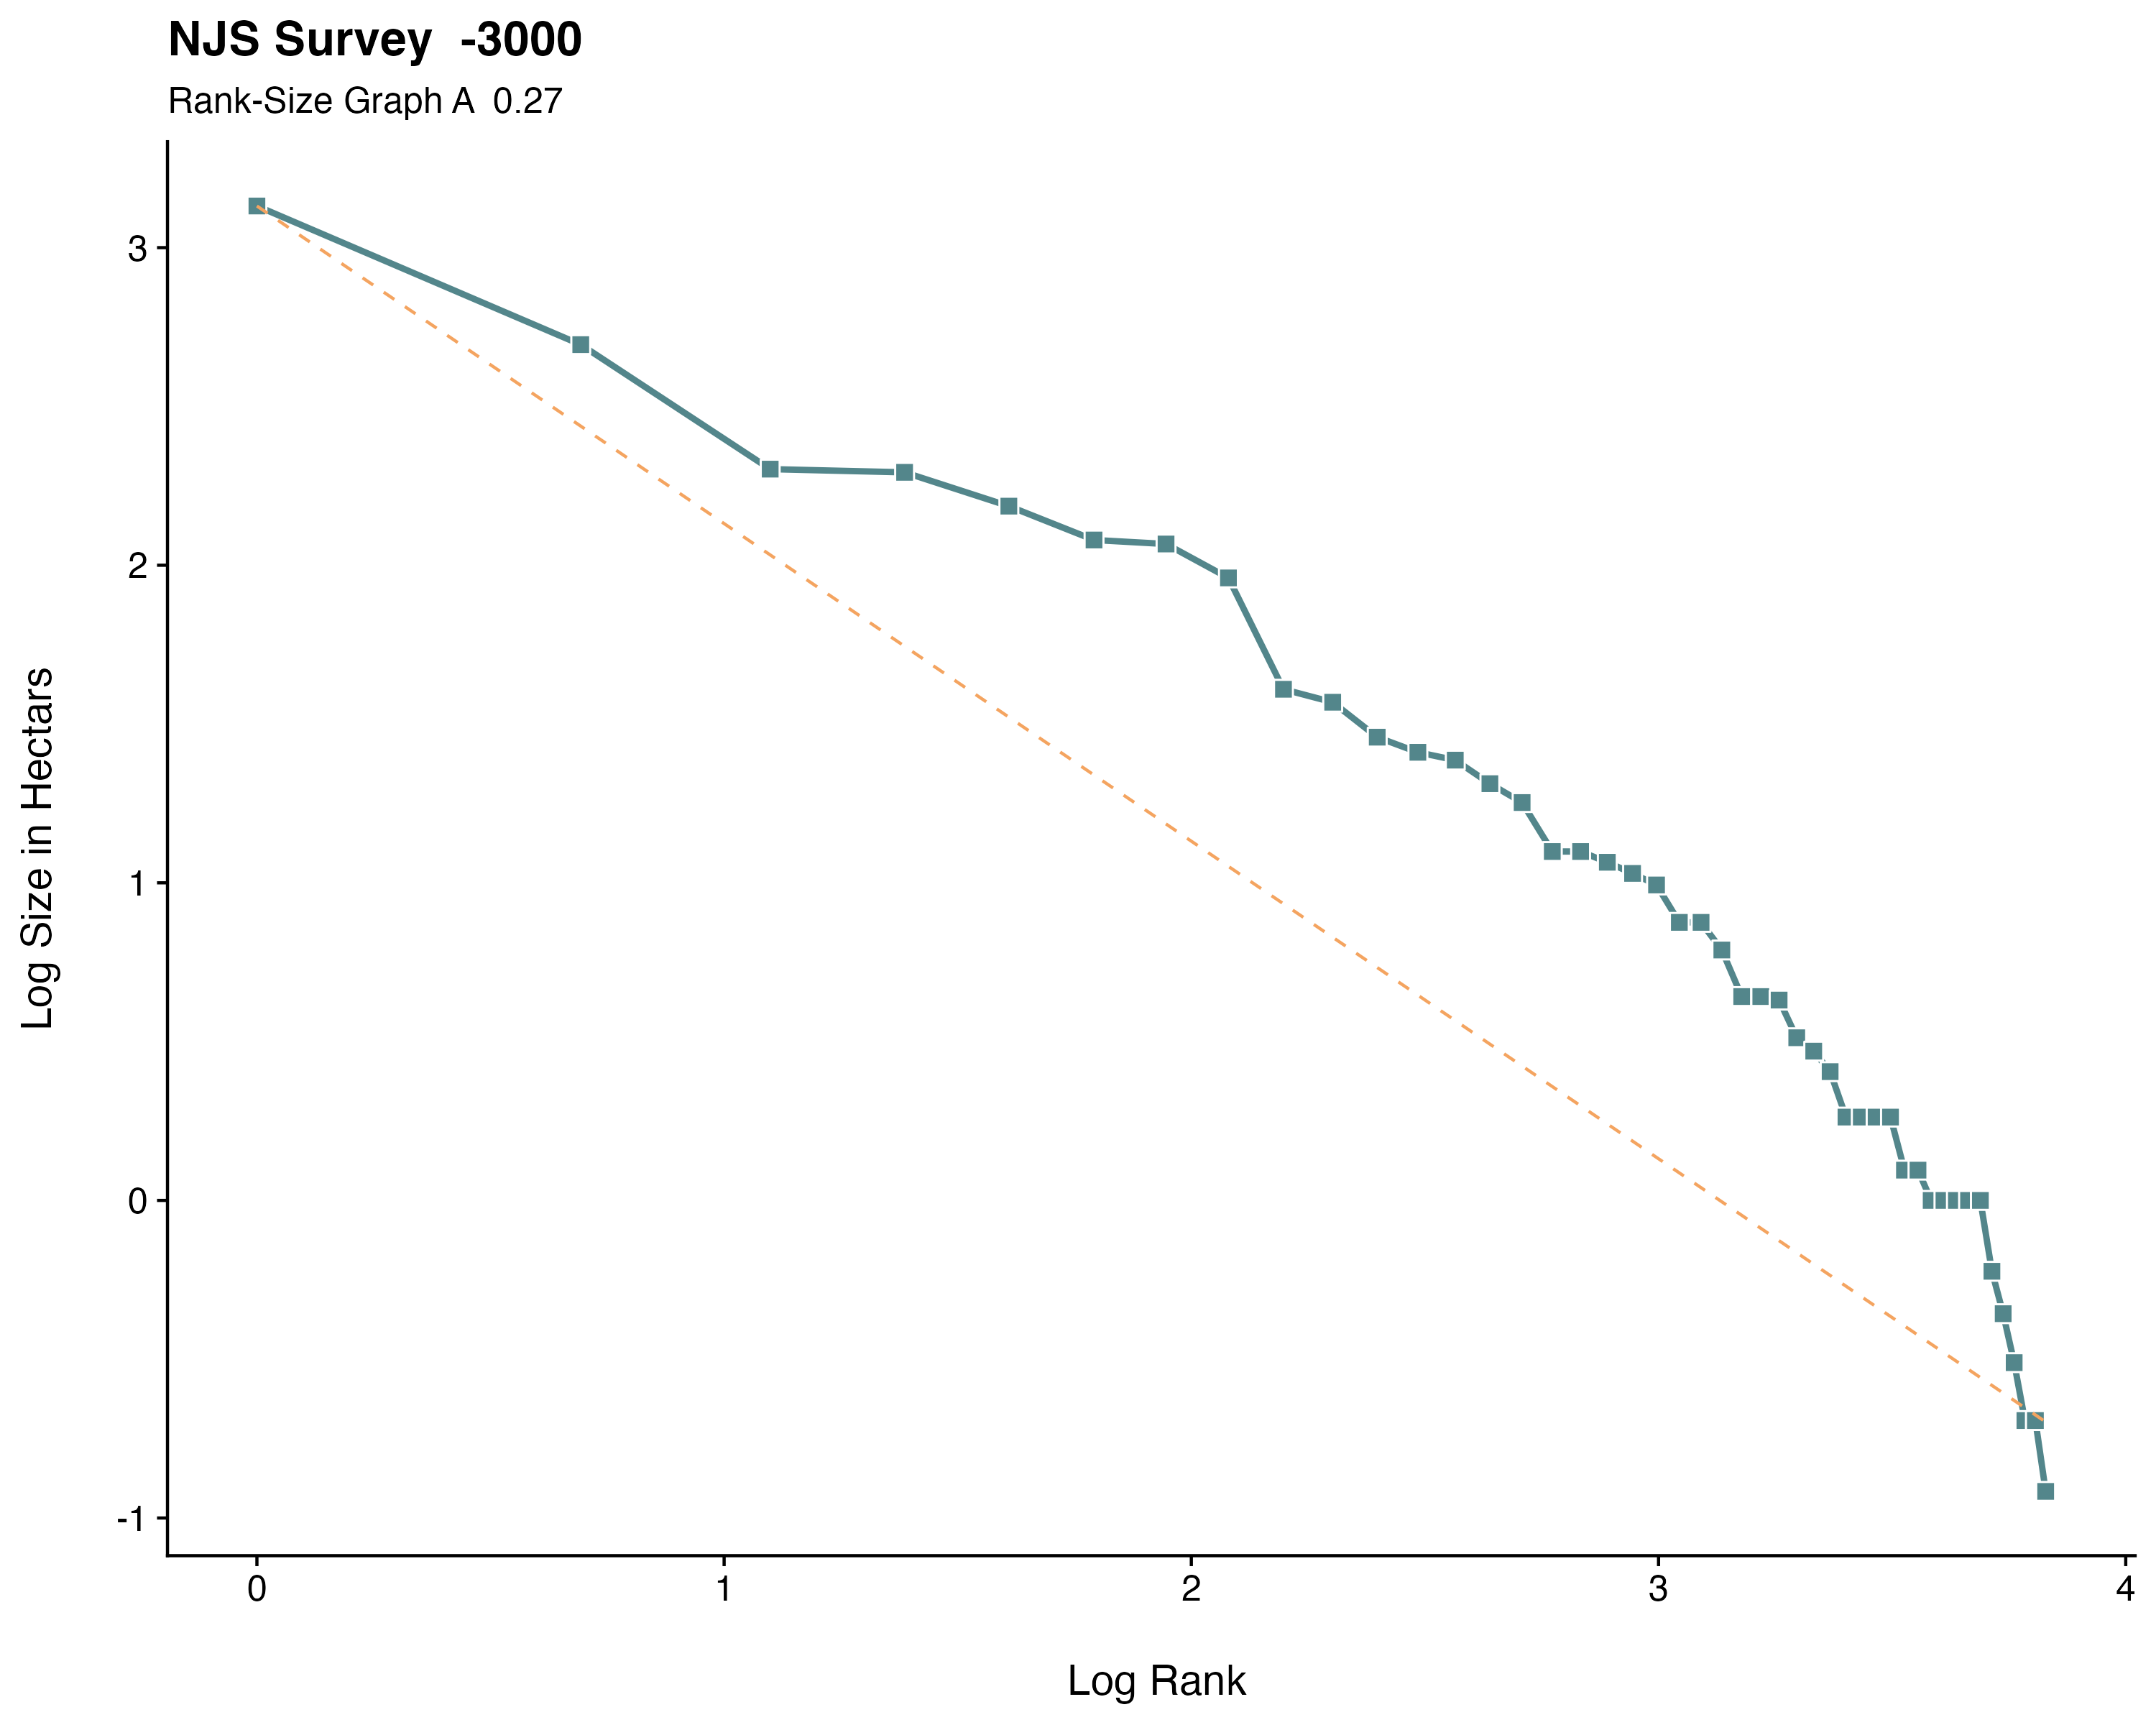 NJS Survey  -3000
Rank-Size Graph A  0.27
3
2
1
0
-1
Log Size in Hectars
0 1 2 3 4
Log Rank